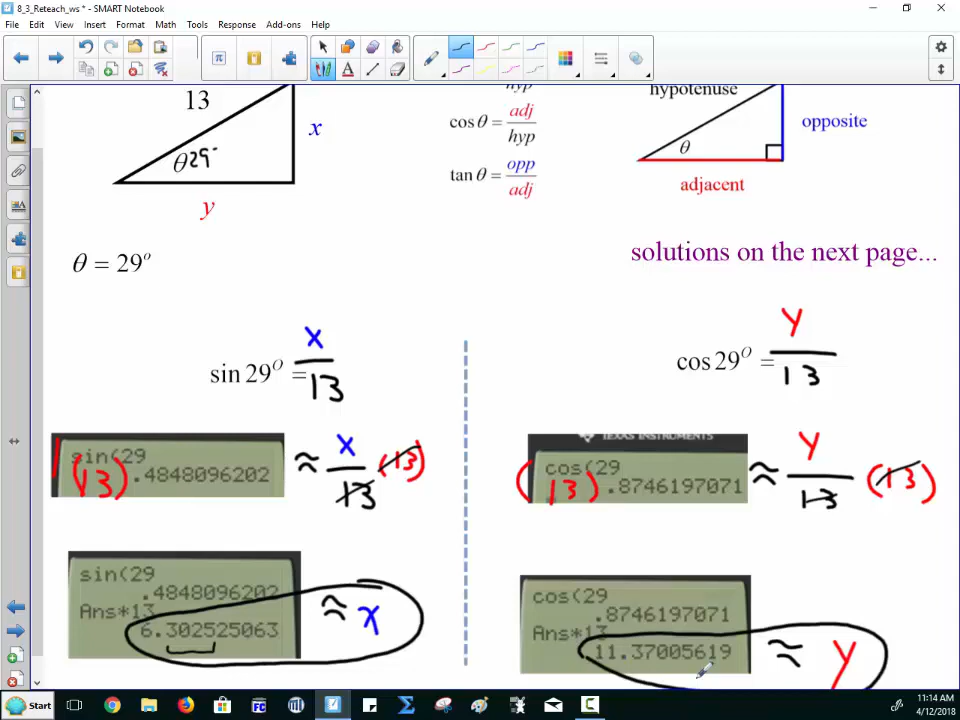 8_3_Reteach_ws * - SMART Notebook
File Edit View Insert Format Math Tools Response Add-ons Help
13
x
θ 29°
y
cos θ = adj/hyp
tan θ = opp/adj
hypotenuse
opposite
θ
adjacent
θ = 29°
solutions on the next page...
sin 29° = x/13
cos 29° = y/13
sin(29
(13) .4848096202 ≈ x/13 (13)
TEXAS INSTRUMENTS
cos(29
(13) .8746197071 ≈ y/13 (13)
sin(29
.4848096202
Ans*13
6.302525063 ≈ x
cos(29
.8746197071
Ans*13
11.37005619 ≈ y
Start
11:14 AM
4/12/2018